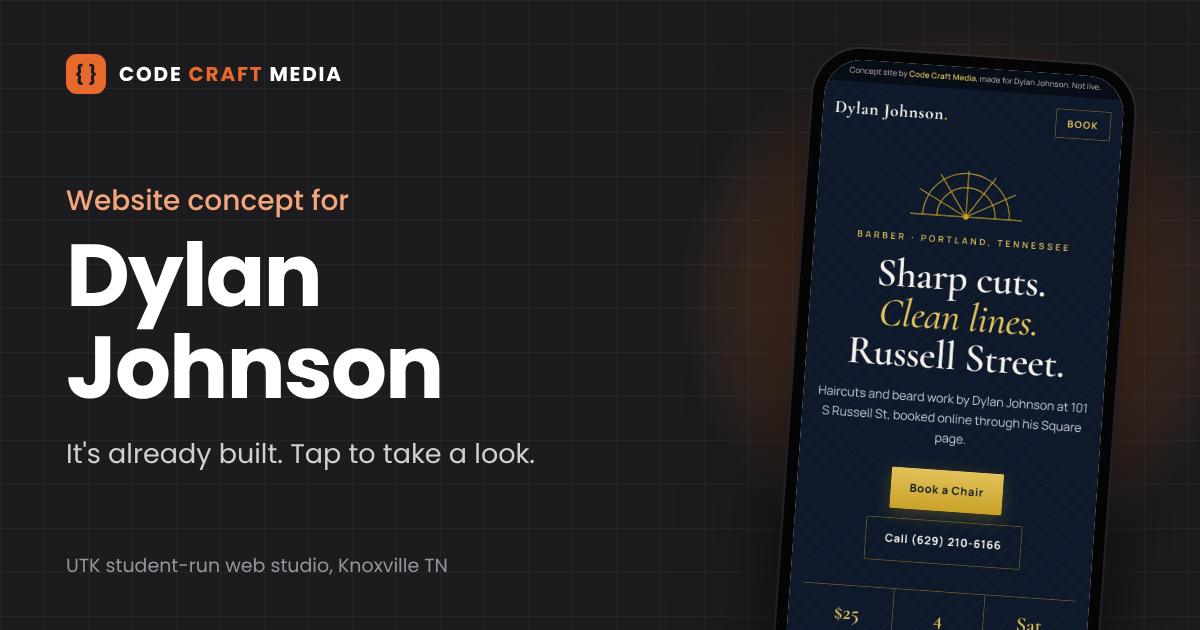 { } CODE CRAFT MEDIA
Website concept for
Dylan
Johnson
It's already built. Tap to take a look.
UTK student-run web studio, Knoxville TN
Concept site by Code Craft Media, made for Dylan Johnson. Not live.
Dylan Johnson.
BOOK
BARBER · PORTLAND, TENNESSEE
Sharp cuts.
Clean lines.
Russell Street.
Haircuts and beard work by Dylan Johnson at 101
S Russell St, booked online through his Square
page.
Book a Chair
Call (629) 210-6166
$25
4
Sat